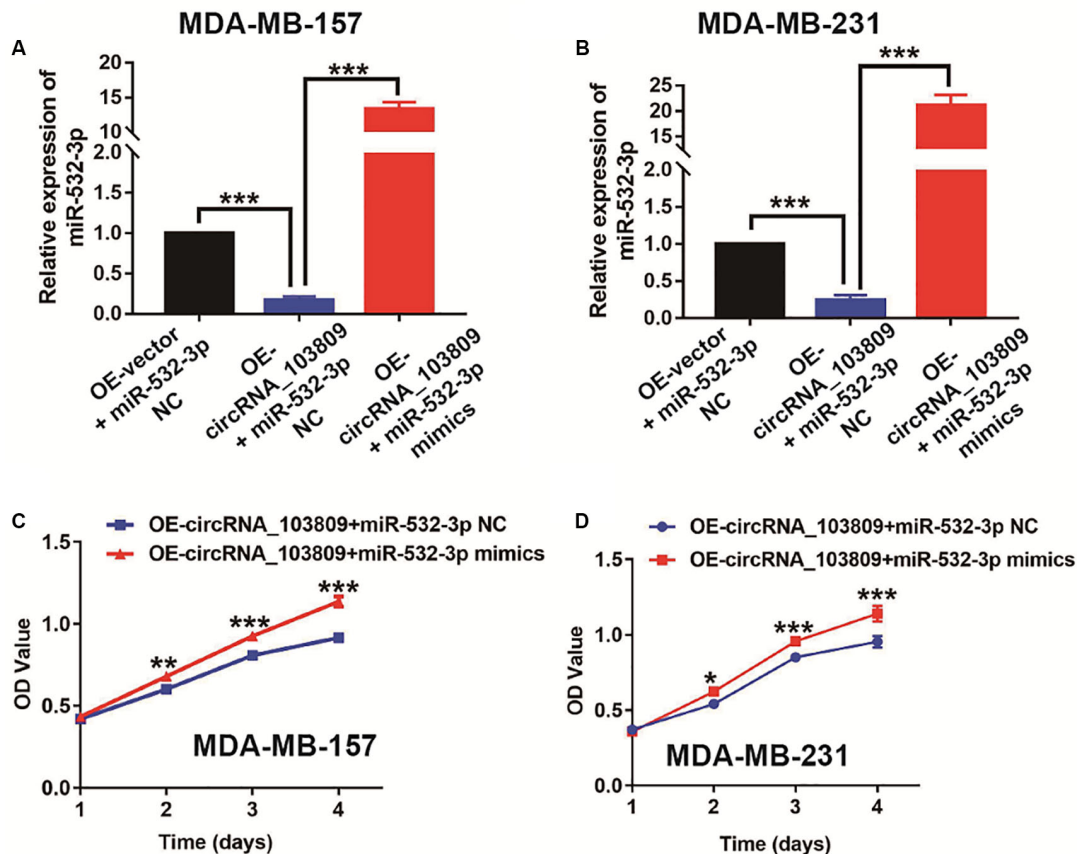 MDA-MB-157
A
Relative expression of
miR-532-3p
20
15
10
2.0
1.5
1.0
0.5
0.0
***
***
OE-vector
+ miR-532-3p
NC
OE-
circRNA_103809
+ miR-532-3p
NC
OE-
circRNA_103809
+ miR-532-3p
mimics
MDA-MB-231
B
Relative expression of
miR-532-3p
25
20
15
10
2.0
1.5
1.0
0.5
0.0
***
***
OE-vector
+ miR-532-3p
NC
OE-
circRNA_103809
+ miR-532-3p
NC
OE-
circRNA_103809
+ miR-532-3p
mimics
C
OE-circRNA_103809+miR-532-3p NC
OE-circRNA_103809+miR-532-3p mimics
OD Value
1.5
1.0
0.5
0.0
**
***
***
MDA-MB-157
1 2 3 4
Time (days)
D
OE-circRNA_103809+miR-532-3p NC
OE-circRNA_103809+miR-532-3p mimics
OD Value
1.5
1.0
0.5
0.0
*
***
***
MDA-MB-231
1 2 3 4
Time (days)